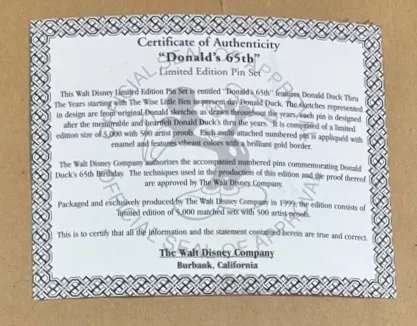 Certificate of Authenticity
"Donald's 65th"
Limited Edition Pin Set
This Walt Disney Limited Edition Pin Set is entitled "Donald's 65th" features Donald Duck Thru
The Years starting with The Wise Little Hen to present day Donald Duck. The sketches represented
in design are from original Donald sketches as drawn throughout the years, each pin is designed
after the memorable and heartfelt Donald Duck's thru the years. It is comprised of a limited
edition size of 5,000 with 500 artist proofs. Each small attached numbered pin is appliquéd with
enamel and features vibrant colors with a brilliant gold border.
The Walt Disney Company authorizes the accompanied numbered pins commemorating Donald
Duck's 65th Birthday. The techniques used in the production of this edition and the proof thereof
are approved by The Walt Disney Company.
Packaged and exclusively produced by The Walt Disney Company in 1999, the edition consists of
limited edition of 5,000 matched sets with 500 artist proofs.
This is to certify that all the information and the statement contained herein are true and correct.
The Walt Disney Company
Burbank, California
OFFICIAL SEAL OF APPROVAL